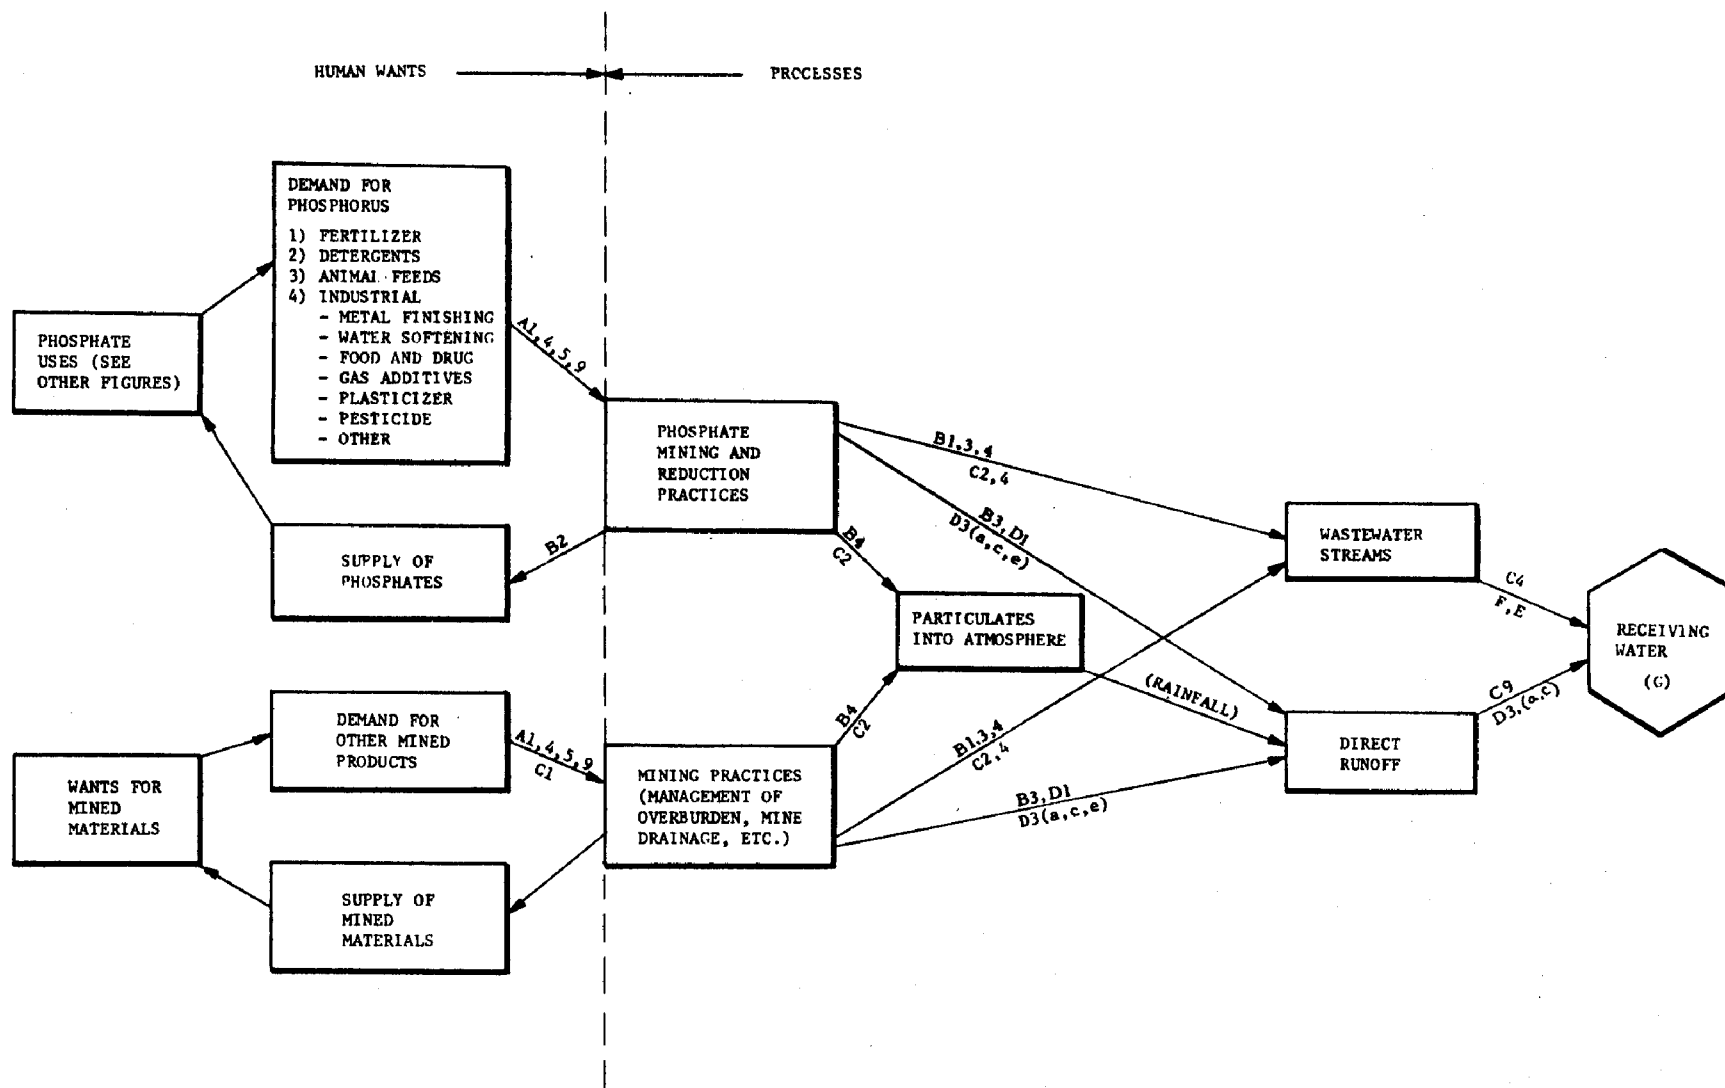 HUMAN WANTS
PROCESSES
DEMAND FOR
PHOSPHORUS
1) FERTILIZER
2) DETERGENTS
3) ANIMAL FEEDS
4) INDUSTRIAL
- METAL FINISHING
- WATER SOFTENING
- FOOD AND DRUG
- GAS ADDITIVES
- PLASTICIZER
- PESTICIDE
- OTHER
PHOSPHATE
USES (SEE
OTHER FIGURES)
A1,4,5,9
PHOSPHATE
MINING AND
REDUCTION
PRACTICES
B2
SUPPLY OF
PHOSPHATES
B1,3,4
C2,4
B3,D1
D3(a,c,e)
B4
C2
WASTEWATER
STREAMS
C4
F,E
PARTICULATES
INTO ATMOSPHERE
RECEIVING
WATER
(G)
(RAINFALL)
C9
D3,(a,c)
DEMAND FOR
OTHER MINED
PRODUCTS
A1,4,5,9
C1
B4
C2
B1,3,4
C2,4
DIRECT
RUNOFF
WANTS FOR
MINED
MATERIALS
MINING PRACTICES
(MANAGEMENT OF
OVERBURDEN, MINE
DRAINAGE, ETC.)
B3,D1
D3(a,c,e)
SUPPLY OF
MINED
MATERIALS